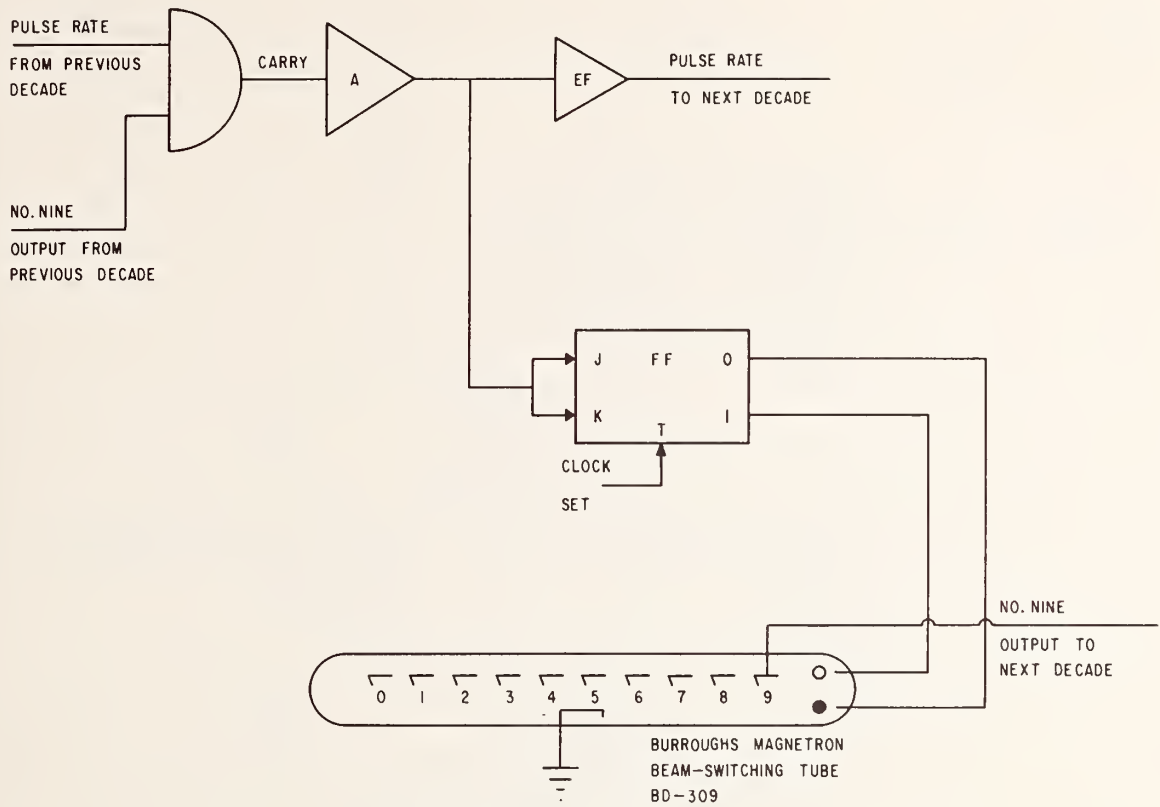 PULSE RATE
FROM PREVIOUS
DECADE
CARRY
A
EF
PULSE RATE
TO NEXT DECADE
NO. NINE
OUTPUT FROM
PREVIOUS DECADE
J FF O
K I
T
CLOCK
SET
NO. NINE
OUTPUT TO
NEXT DECADE
0 1 2 3 4 5 6 7 8 9
BURROUGHS MAGNETRON
BEAM-SWITCHING TUBE
BD-309